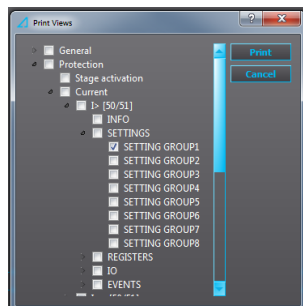 Print Views
General
Protection
Stage activation
Current
I> [50/51]
INFO
SETTINGS
SETTING GROUP1
SETTING GROUP2
SETTING GROUP3
SETTING GROUP4
SETTING GROUP5
SETTING GROUP6
SETTING GROUP7
SETTING GROUP8
REGISTERS
IO
EVENTS
Print
Cancel